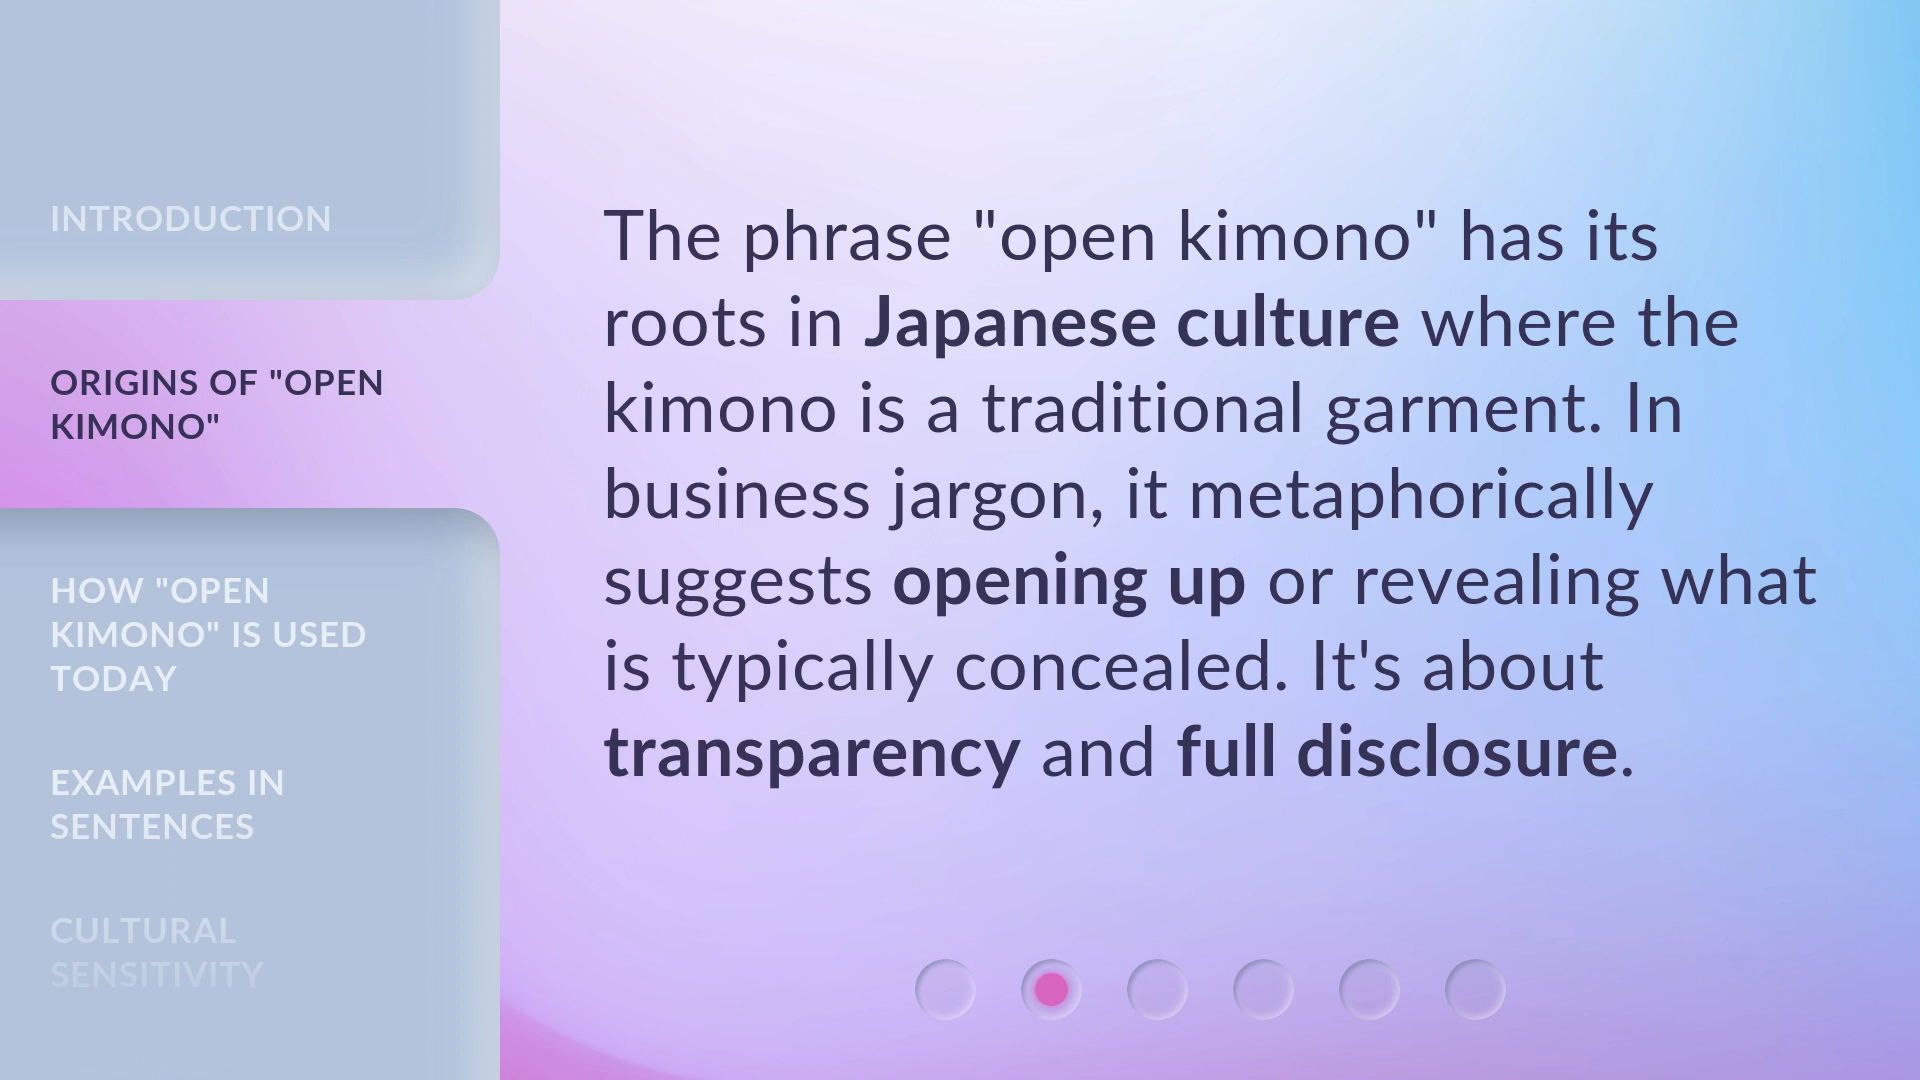 INTRODUCTION
ORIGINS OF "OPEN
KIMONO"
HOW "OPEN
KIMONO" IS USED
TODAY
EXAMPLES IN
SENTENCES
CULTURAL
SENSITIVITY
The phrase "open kimono" has its
roots in Japanese culture where the
kimono is a traditional garment. In
business jargon, it metaphorically
suggests opening up or revealing what
is typically concealed. It's about
transparency and full disclosure.